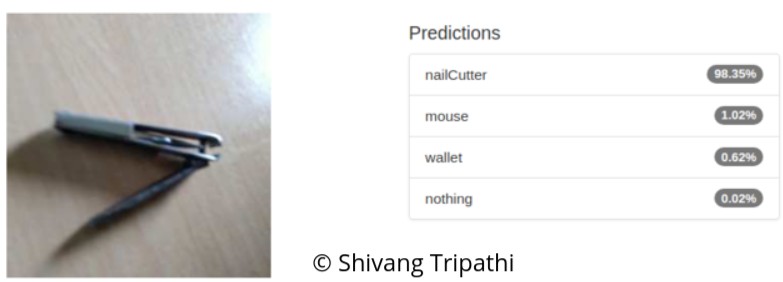 Predictions
nailCutter 98.35%
mouse 1.02%
wallet 0.62%
nothing 0.02%
© Shivang Tripathi